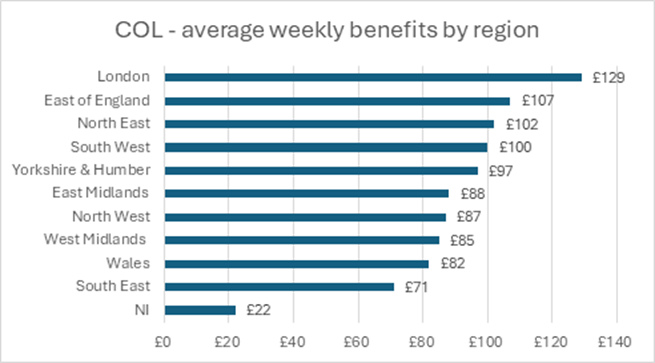 COL - average weekly benefits by region
London £129
East of England £107
North East £102
South West £100
Yorkshire & Humber £97
East Midlands £88
North West £87
West Midlands £85
Wales £82
South East £71
NI £22
£0 £20 £40 £60 £80 £100 £120 £140